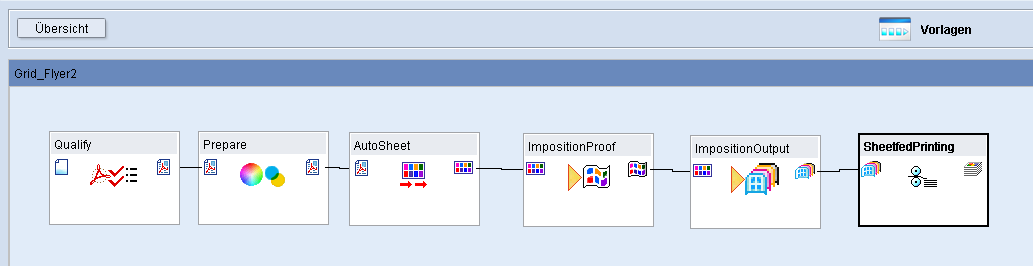 Übersicht
Vorlagen
Grid_Flyer2
Qualify
Prepare
AutoSheet
ImpositionProof
ImpositionOutput
SheetfedPrinting